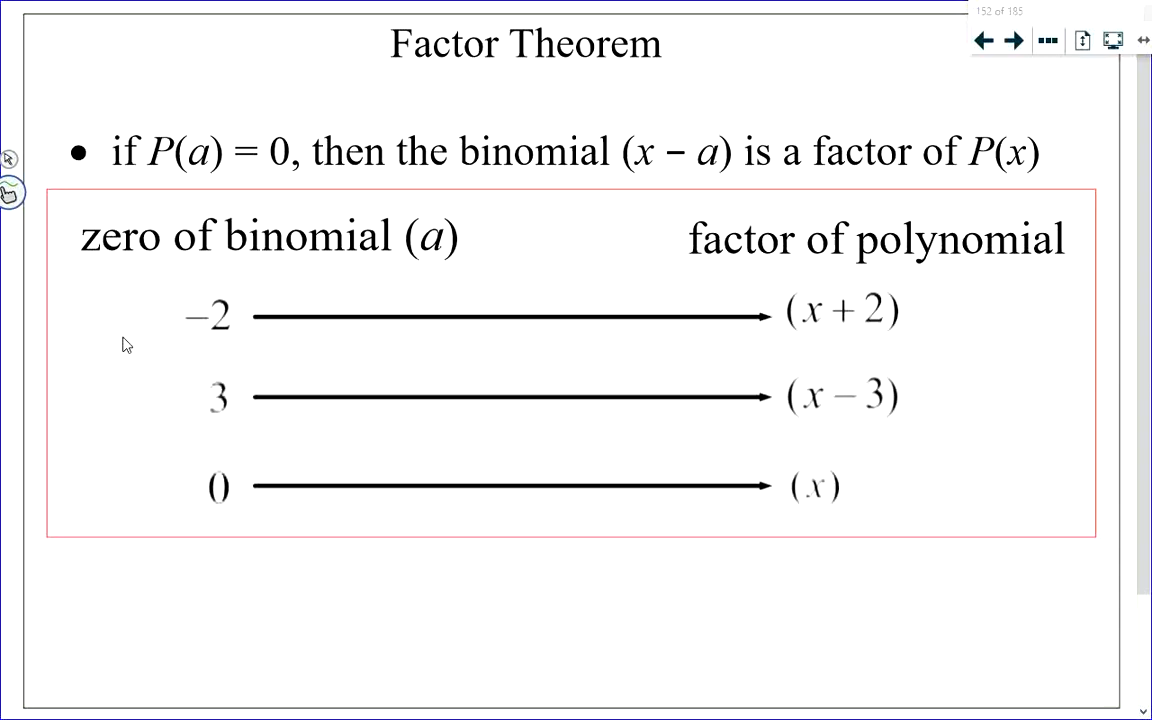 152 of 185
Factor Theorem
• if P(a) = 0, then the binomial (x − a) is a factor of P(x)
zero of binomial (a) factor of polynomial
−2 (x + 2)
3 (x − 3)
0 (x)